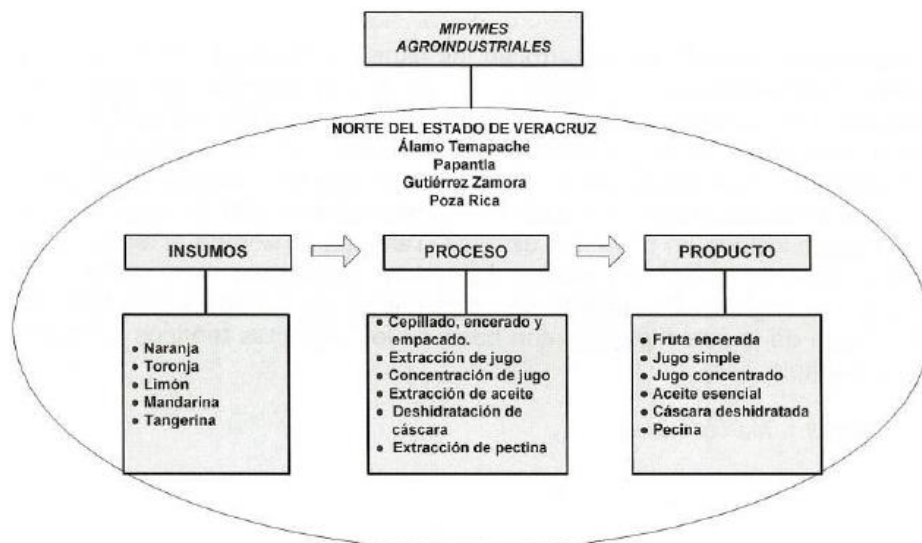 MIPYMES
AGROINDUSTRIALES
NORTE DEL ESTADO DE VERACRUZ
Álamo Temapache
Papantla
Gutiérrez Zamora
Poza Rica
INSUMOS
PROCESO
PRODUCTO
• Naranja
• Toronja
• Limón
• Mandarina
• Tangerina
• Cepillado, encerado y
empacado.
• Extracción de jugo
• Concentración de jugo
• Extracción de aceite
• Deshidratación de
cáscara
• Extracción de pectina
• Fruta encerada
• Jugo simple
• Jugo concentrado
• Aceite esencial
• Cáscara deshidratada
• Pecina